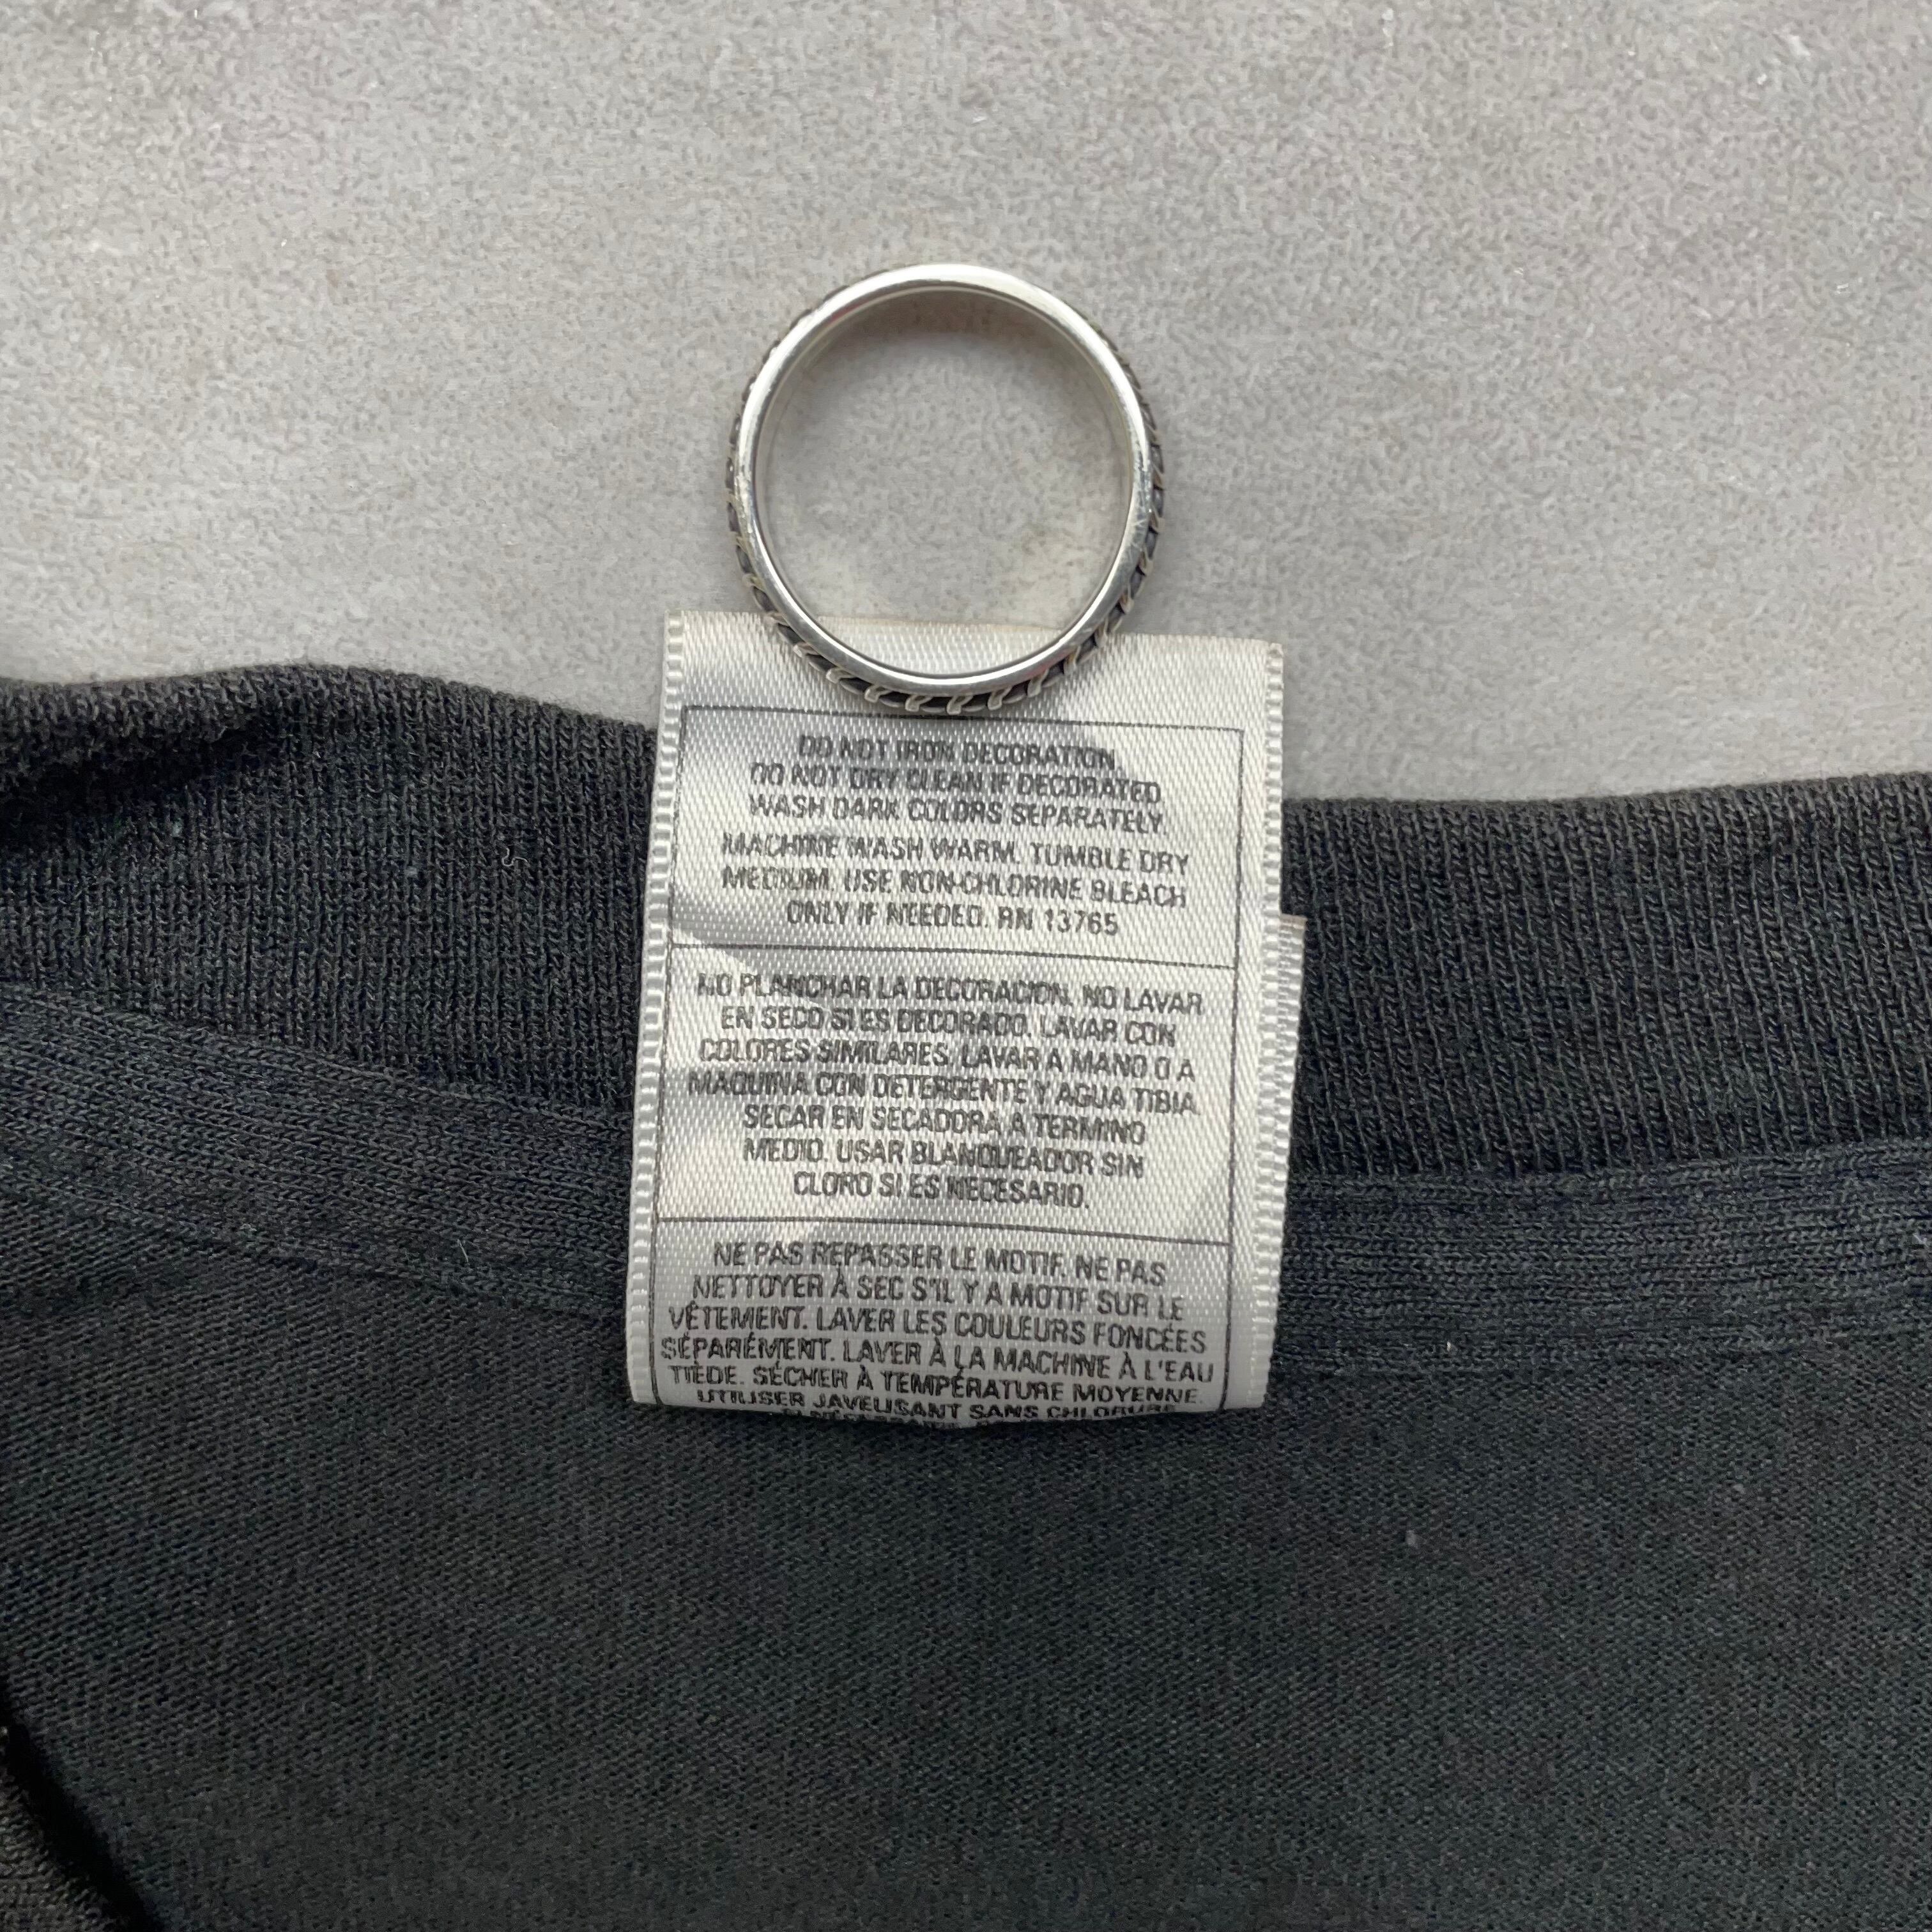 DO NOT IRON DECORATION.
DO NOT DRY CLEAN IF DECORATED.
WASH DARK COLORS SEPARATELY.
MACHINE WASH WARM. TUMBLE DRY
MEDIUM. USE NON-CHLORINE BLEACH
ONLY IF NEEDED. RN 13765
NO PLANCHAR LA DECORACION. NO LAVAR
EN SECO SI ES DECORADO. LAVAR CON
COLORES SIMILARES. LAVAR A MANO O A
MAQUINA CON DETERGENTE Y AGUA TIBIA.
SECAR EN SECADORA A TERMINO
MEDIO. USAR BLANQUEADOR SIN
CLORO SI ES NECESARIO.
NE PAS REPASSER LE MOTIF. NE PAS
NETTOYER À SEC S'IL Y A MOTIF SUR LE
VÊTEMENT. LAVER LES COULEURS FONCÉES
SÉPARÉMENT. LAVER À LA MACHINE À L'EAU
TIÈDE. SÉCHER À TEMPÉRATURE MOYENNE.
UTILISER JAVELISANT SANS CHLORURE